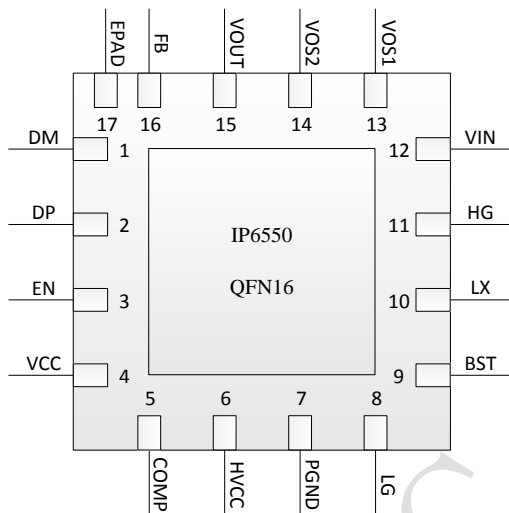 EPAD FB VOUT VOS2 VOS1
17 16 15 14 13
DM 1 12 VIN
DP 2 IP6550 11 HG
QFN16
EN 3 10 LX
VCC 4 9 BST
5 6 7 8
COMP HVCC PGND LG
C